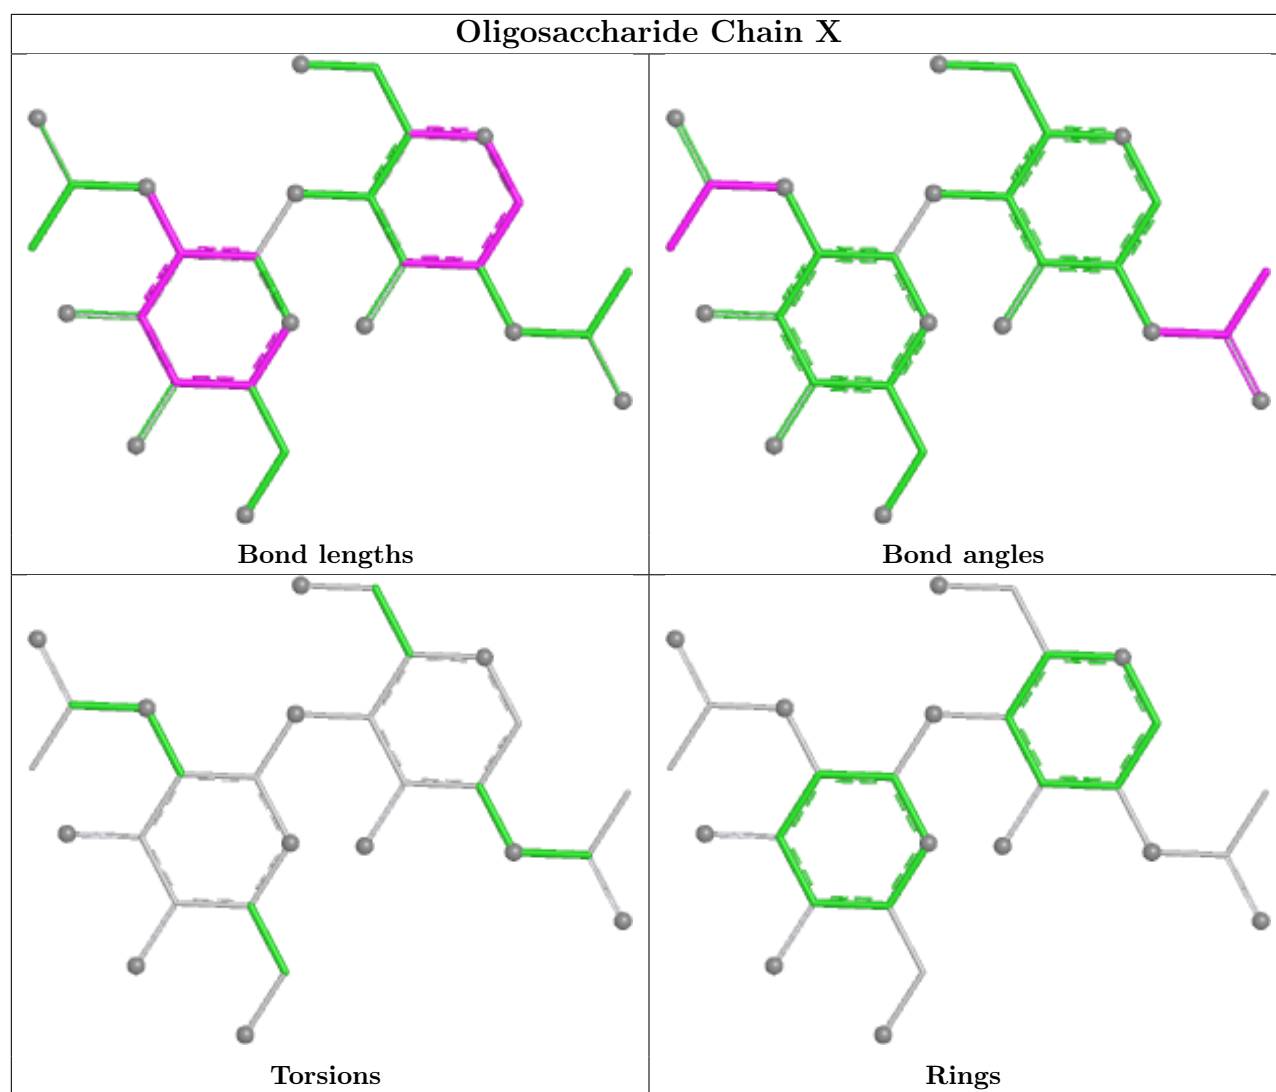 Oligosaccharide Chain X
Bond lengths
Bond angles
Torsions
Rings